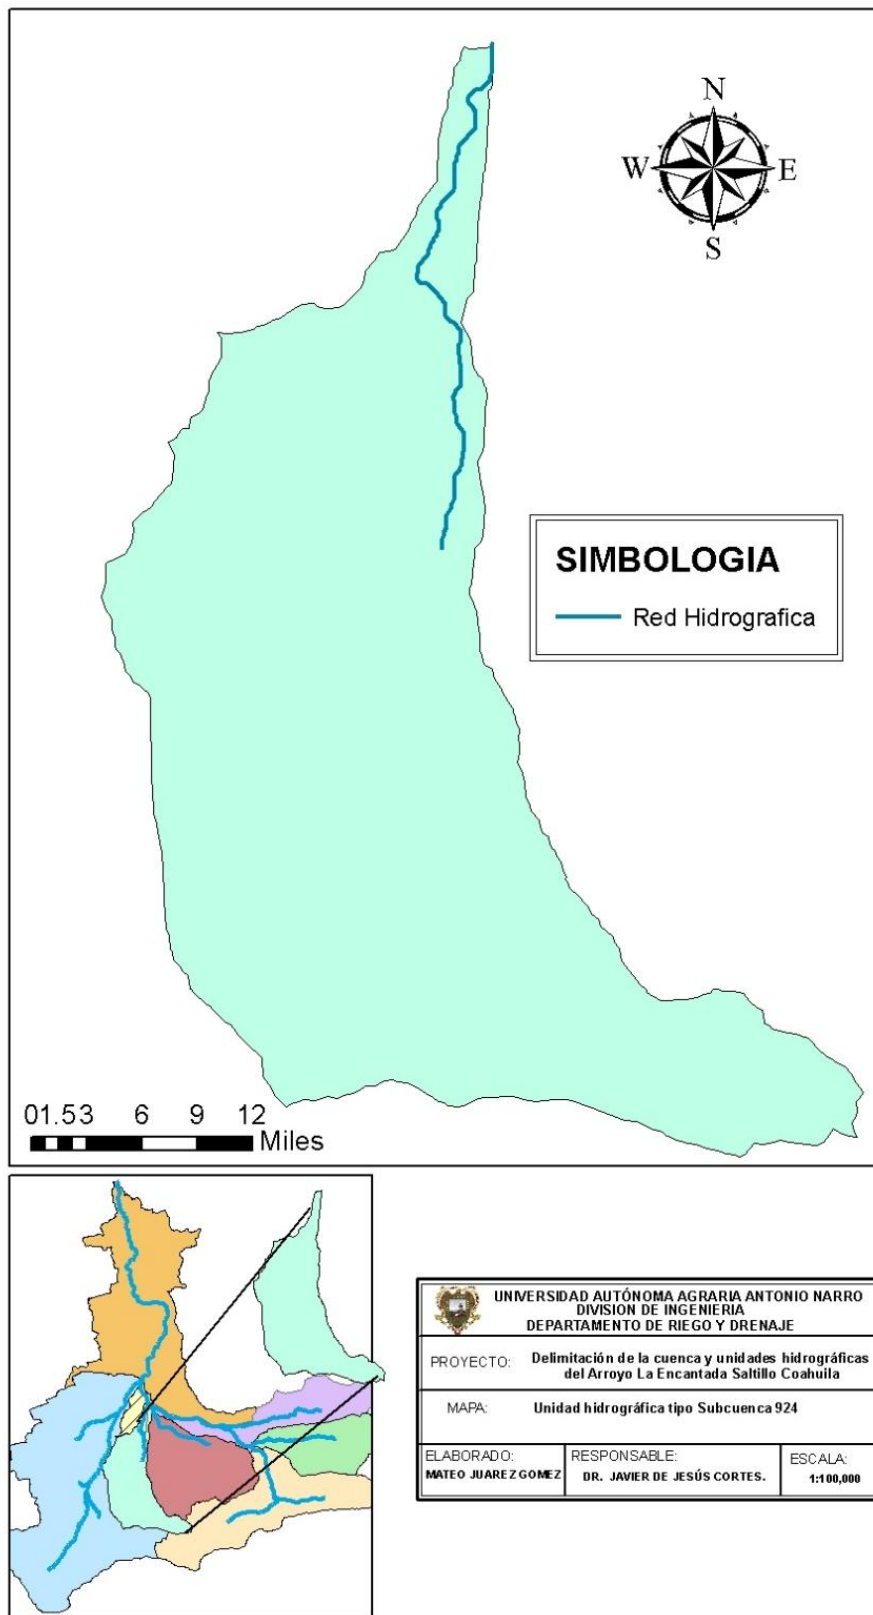 N
W E
S
SIMBOLOGIA
Red Hidrografica
01.53 6 9 12
Miles
UNIVERSIDAD AUTÓNOMA AGRARIA ANTONIO NARRO
DIVISION DE INGENIERIA
DEPARTAMENTO DE RIEGO Y DRENAJE
PROYECTO: Delimitación de la cuenca y unidades hidrográficas
del Arroyo La Encantada Saltillo Coahuila
MAPA: Unidad hidrográfica tipo Subcuenca 924
ELABORADO:
MATEO JUAREZ GOMEZ
RESPONSABLE:
DR. JAVIER DE JESÚS CORTES.
ESCALA:
1:100,000